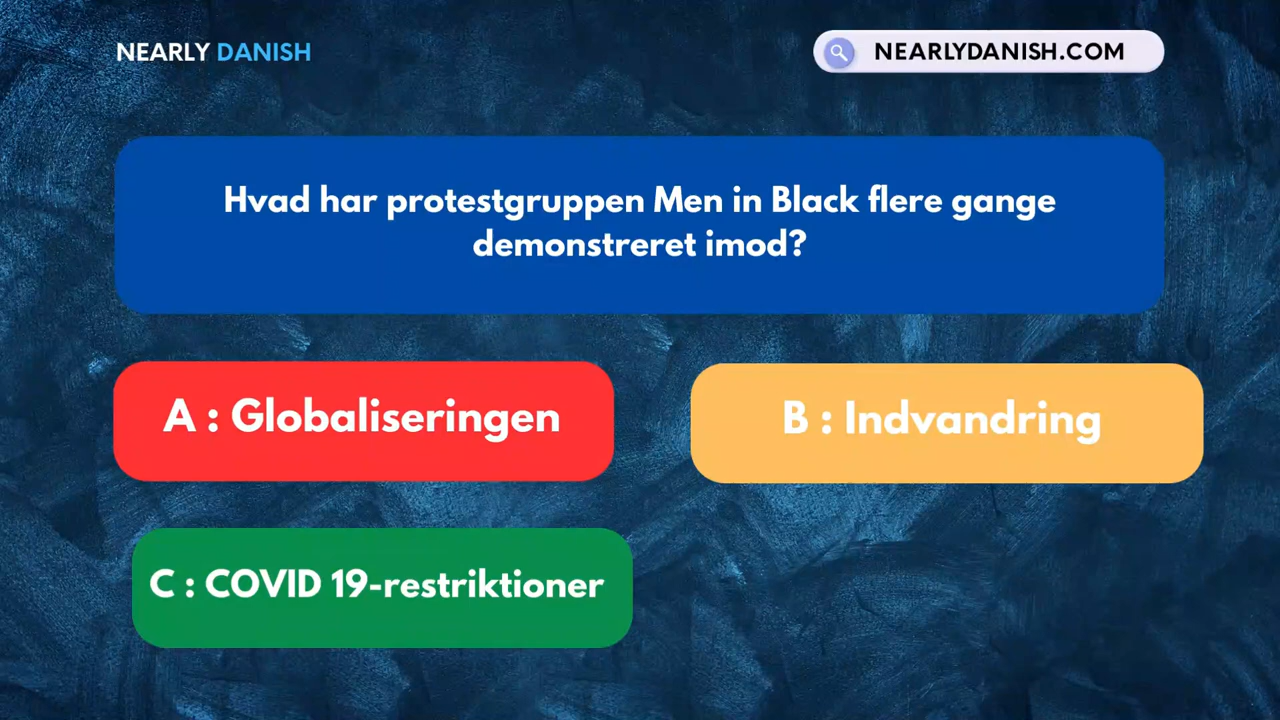 NEARLY DANISH
NEARLYDANISH.COM
Hvad har protestgruppen Men in Black flere gange
demonstreret imod?
A : Globaliseringen
B : Indvandring
C : COVID 19-restriktioner